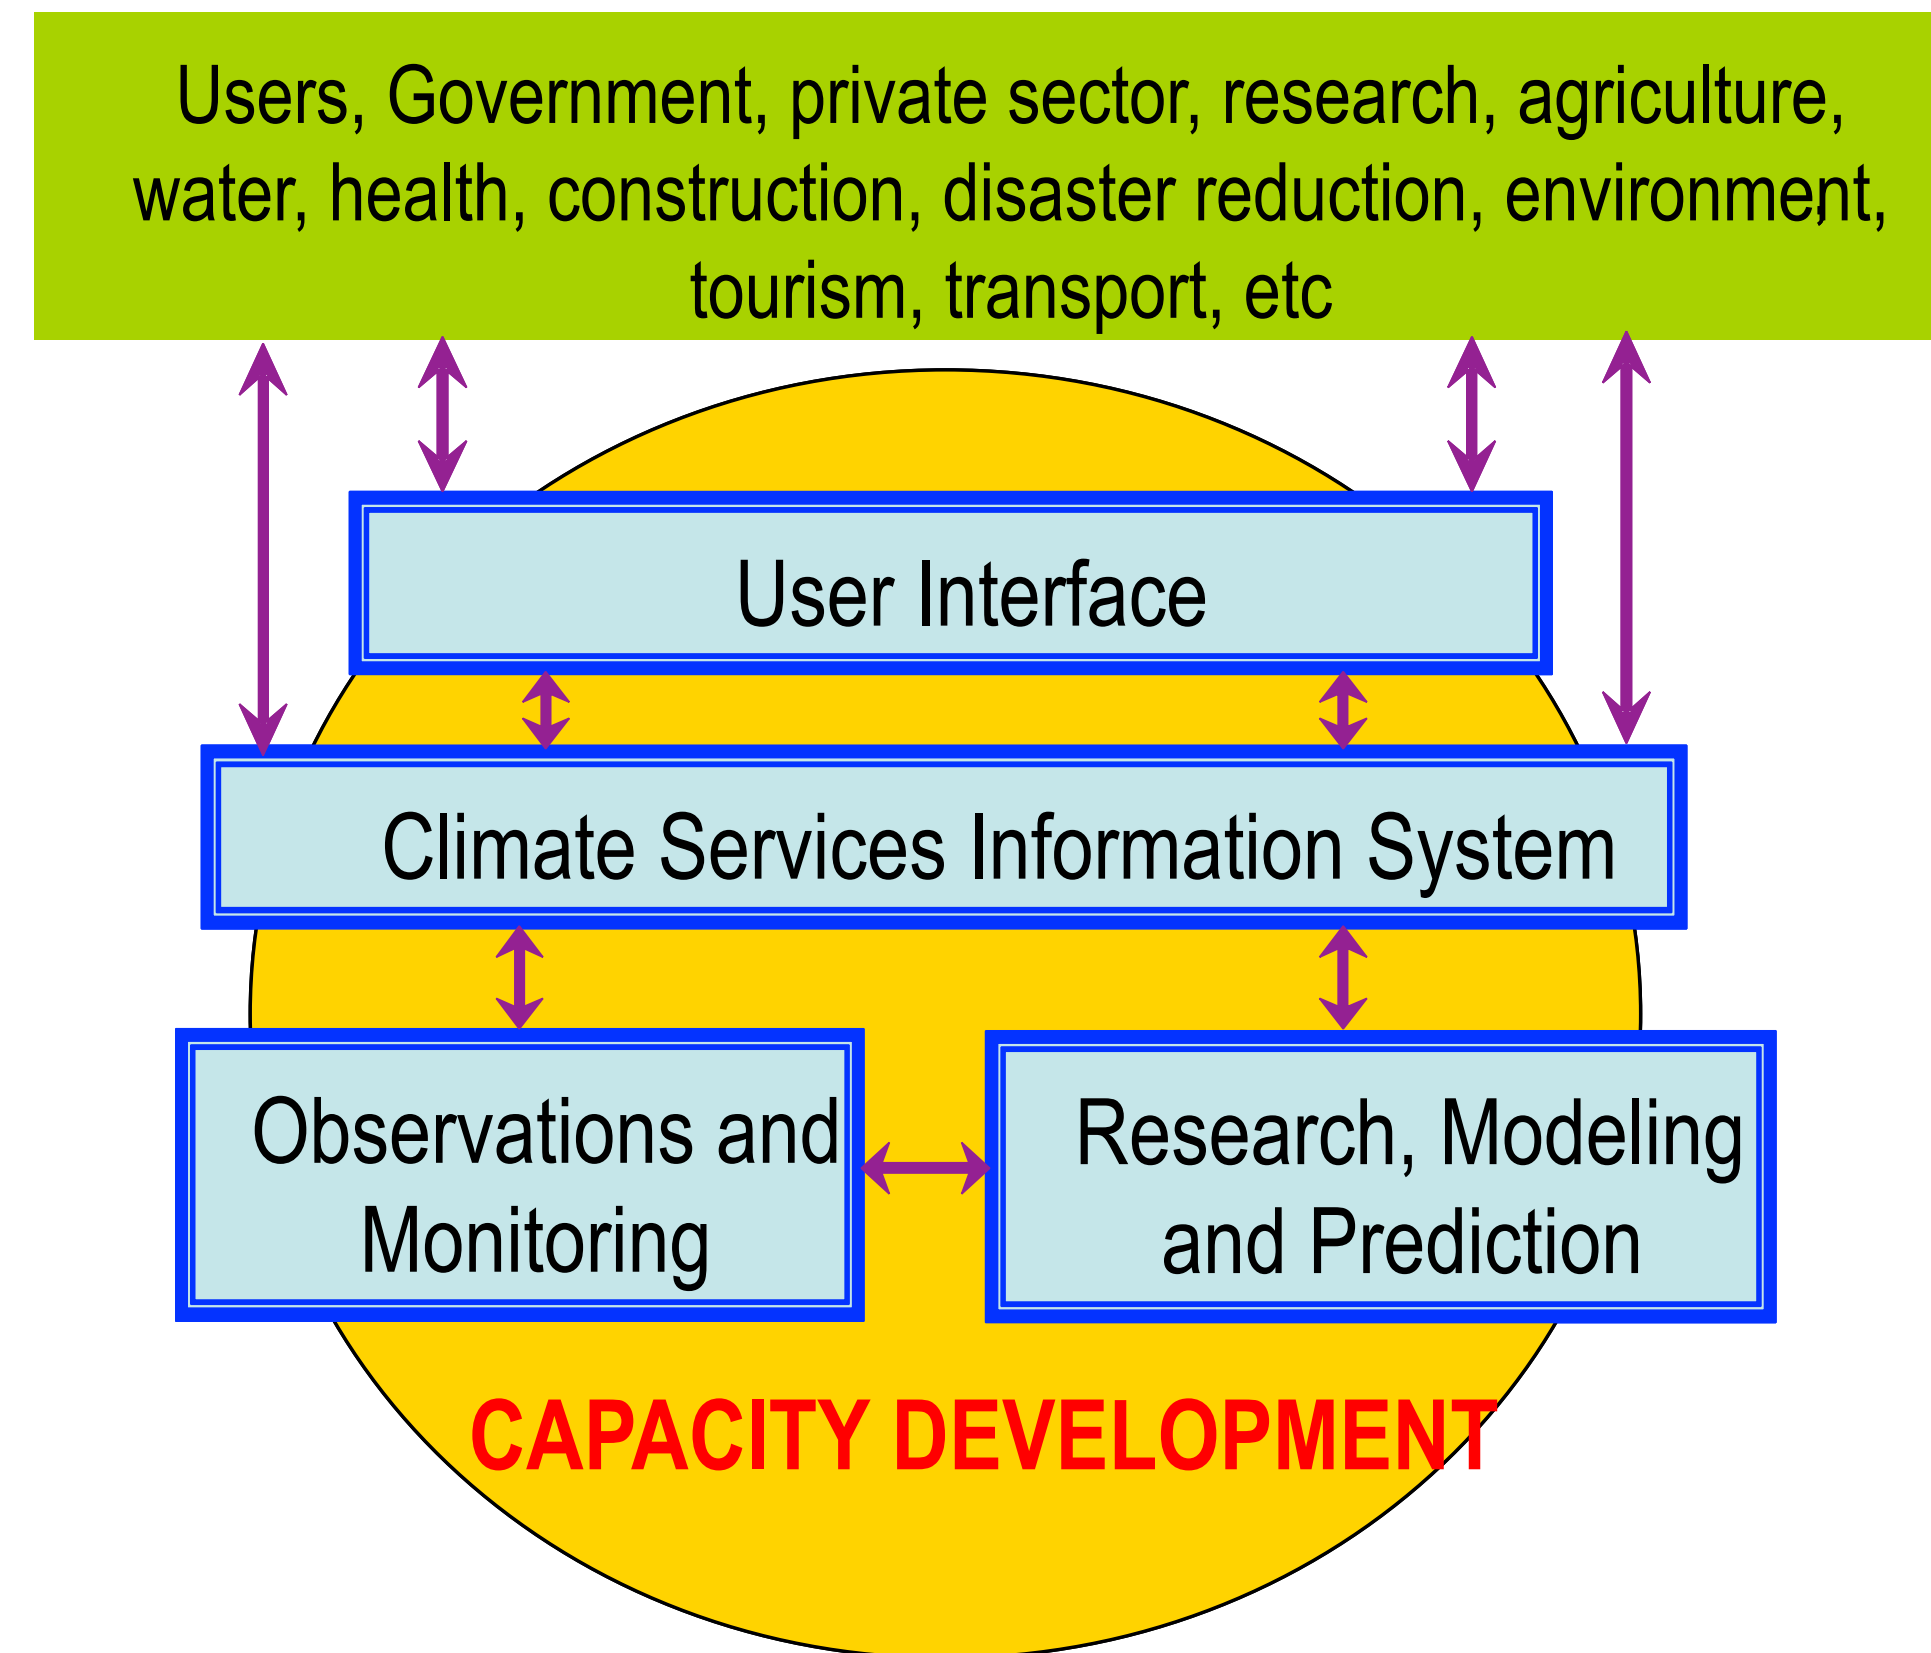 Users, Government, private sector, research, agriculture,
water, health, construction, disaster reduction, environment,
,
tourism, transport, etc
User Interface
Climate Services Information System
Observations and
Monitoring
Research, Modeling
and Prediction
CAPACITY DEVELOPMENT